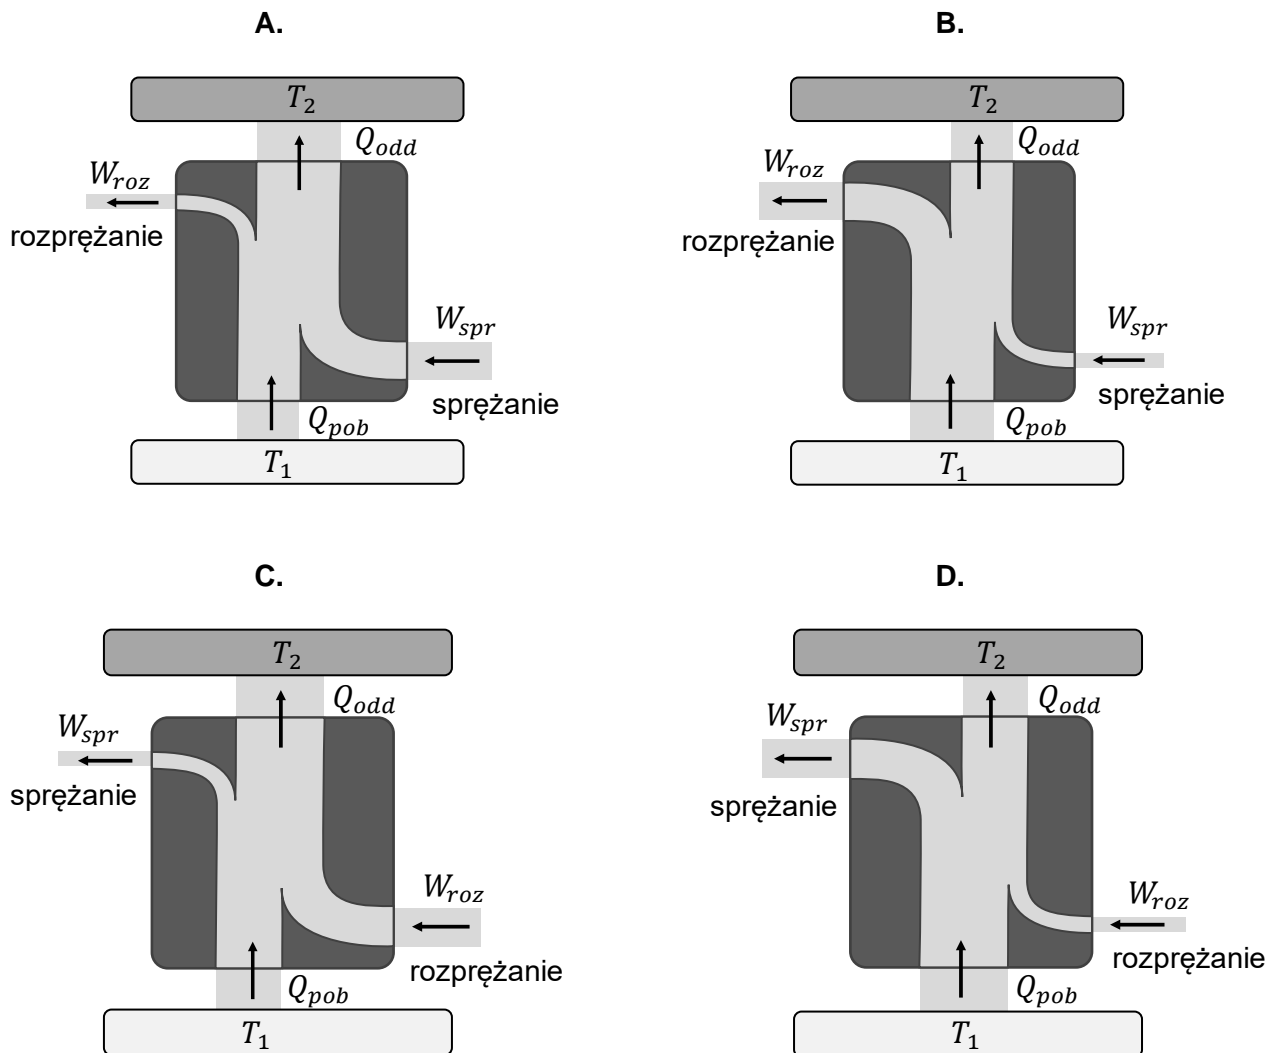 A.
T₂
Q_odd
W_roz
rozprężanie
W_spr
sprężanie
Q_pob
T₁
B.
T₂
Q_odd
W_roz
rozprężanie
W_spr
sprężanie
Q_pob
T₁
C.
T₂
Q_odd
W_spr
sprężanie
W_roz
rozprężanie
Q_pob
T₁
D.
T₂
Q_odd
W_spr
sprężanie
W_roz
rozprężanie
Q_pob
T₁